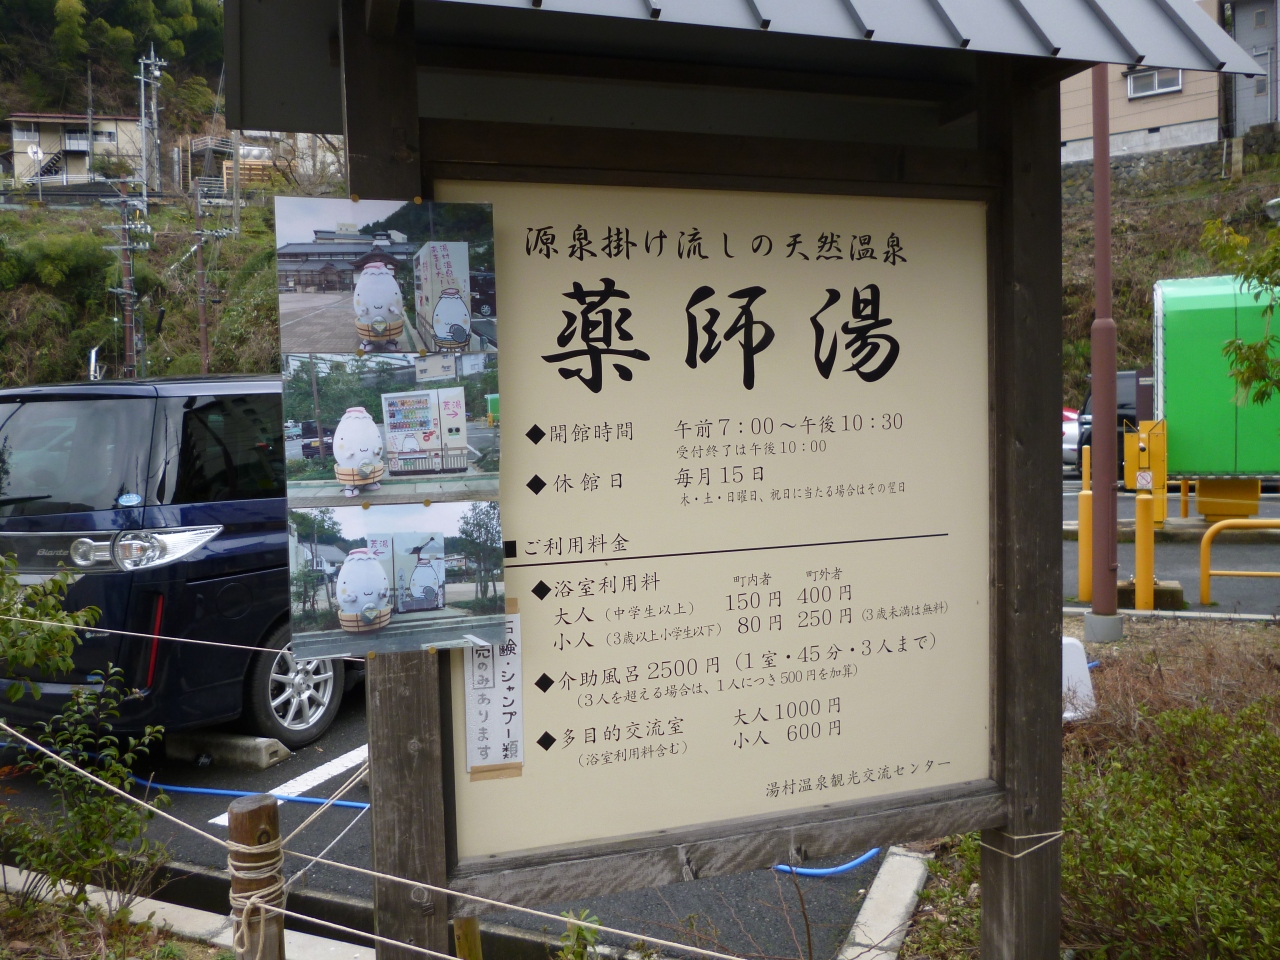 源泉掛け流しの天然温泉
薬師湯
◆開館時間 午前7:00～午後10:30
受付終了は午後10:00
◆休館日 毎月15日
木・土・日曜日、祝日に当たる場合はその翌日
■ご利用料金
◆浴室利用料 町内者 町外者
大人(中学生以上) 150円 400円
小人(3歳以上小学生以下) 80円 250円(3歳未満は無料)
◆介助風呂2500円(1室・45分・3人まで)
(3人を超える場合は、1人につき500円を加算)
◆多目的交流室 大人1000円
(浴室利用料含む) 小人 600円
湯村温泉観光交流センター
鹸・シャンプー類
売のみあります
荒湯
荒湯